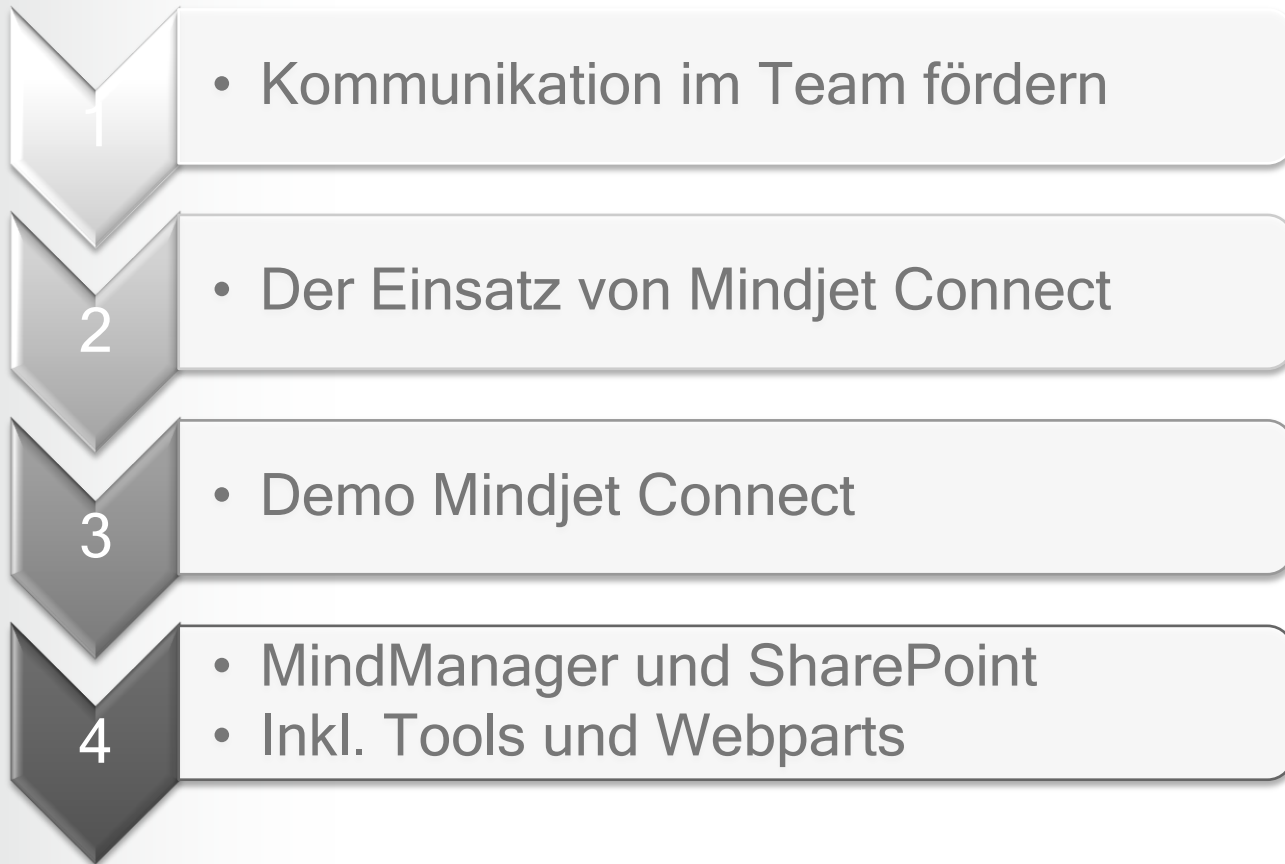 1
• Kommunikation im Team fördern
2
• Der Einsatz von Mindjet Connect
3
• Demo Mindjet Connect
4
• MindManager und SharePoint
• Inkl. Tools und Webparts